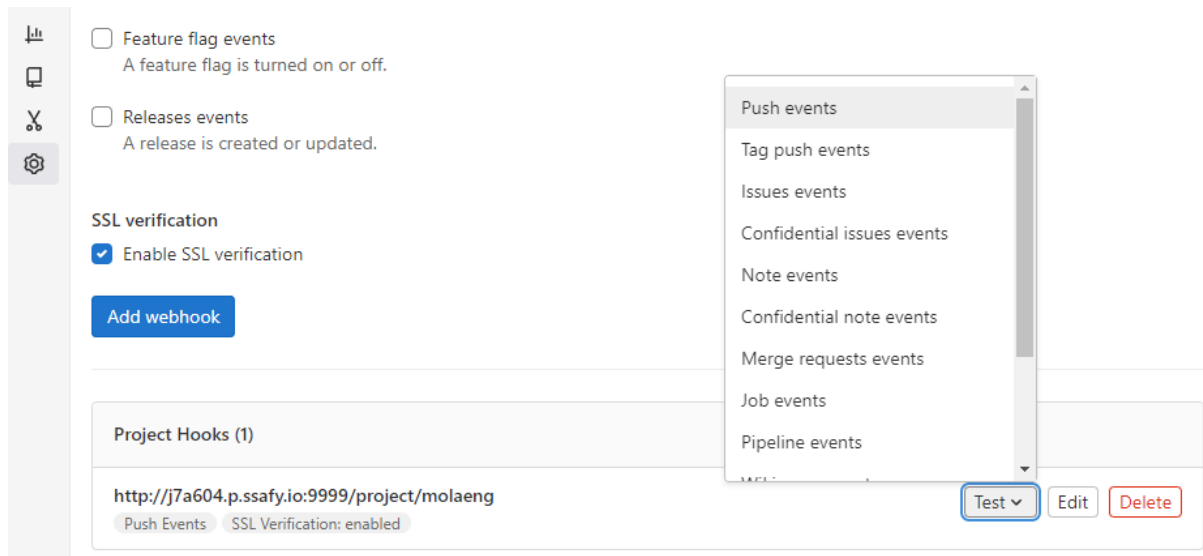 Feature flag events
A feature flag is turned on or off.
Releases events
A release is created or updated.
SSL verification
Enable SSL verification
Add webhook
Push events
Tag push events
Issues events
Confidential issues events
Note events
Confidential note events
Merge requests events
Job events
Pipeline events
Project Hooks (1)
http://j7a604.p.ssafy.io:9999/project/molaeng
Push Events SSL Verification: enabled
Test Edit Delete